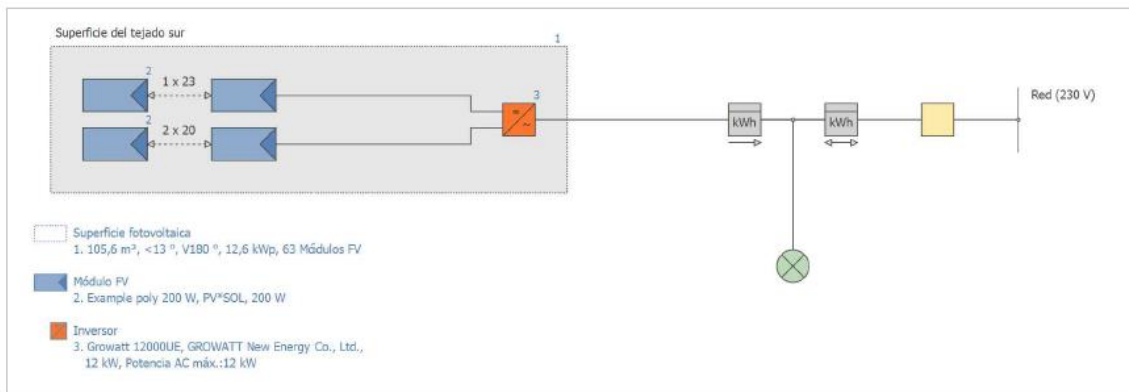 Superficie del tejado sur
1
2
1 x 23
3
Red (230 V)
2
2 x 20
kWh
kWh
Superficie fotovoltaica
1. 105,6 m², <13 °, V180 °, 12,6 kWp, 63 Módulos FV
Módulo FV
2. Example poly 200 W, PV*SOL, 200 W
Inversor
3. Growatt 12000UE, GROWATT New Energy Co., Ltd.,
12 kW, Potencia AC máx.:12 kW